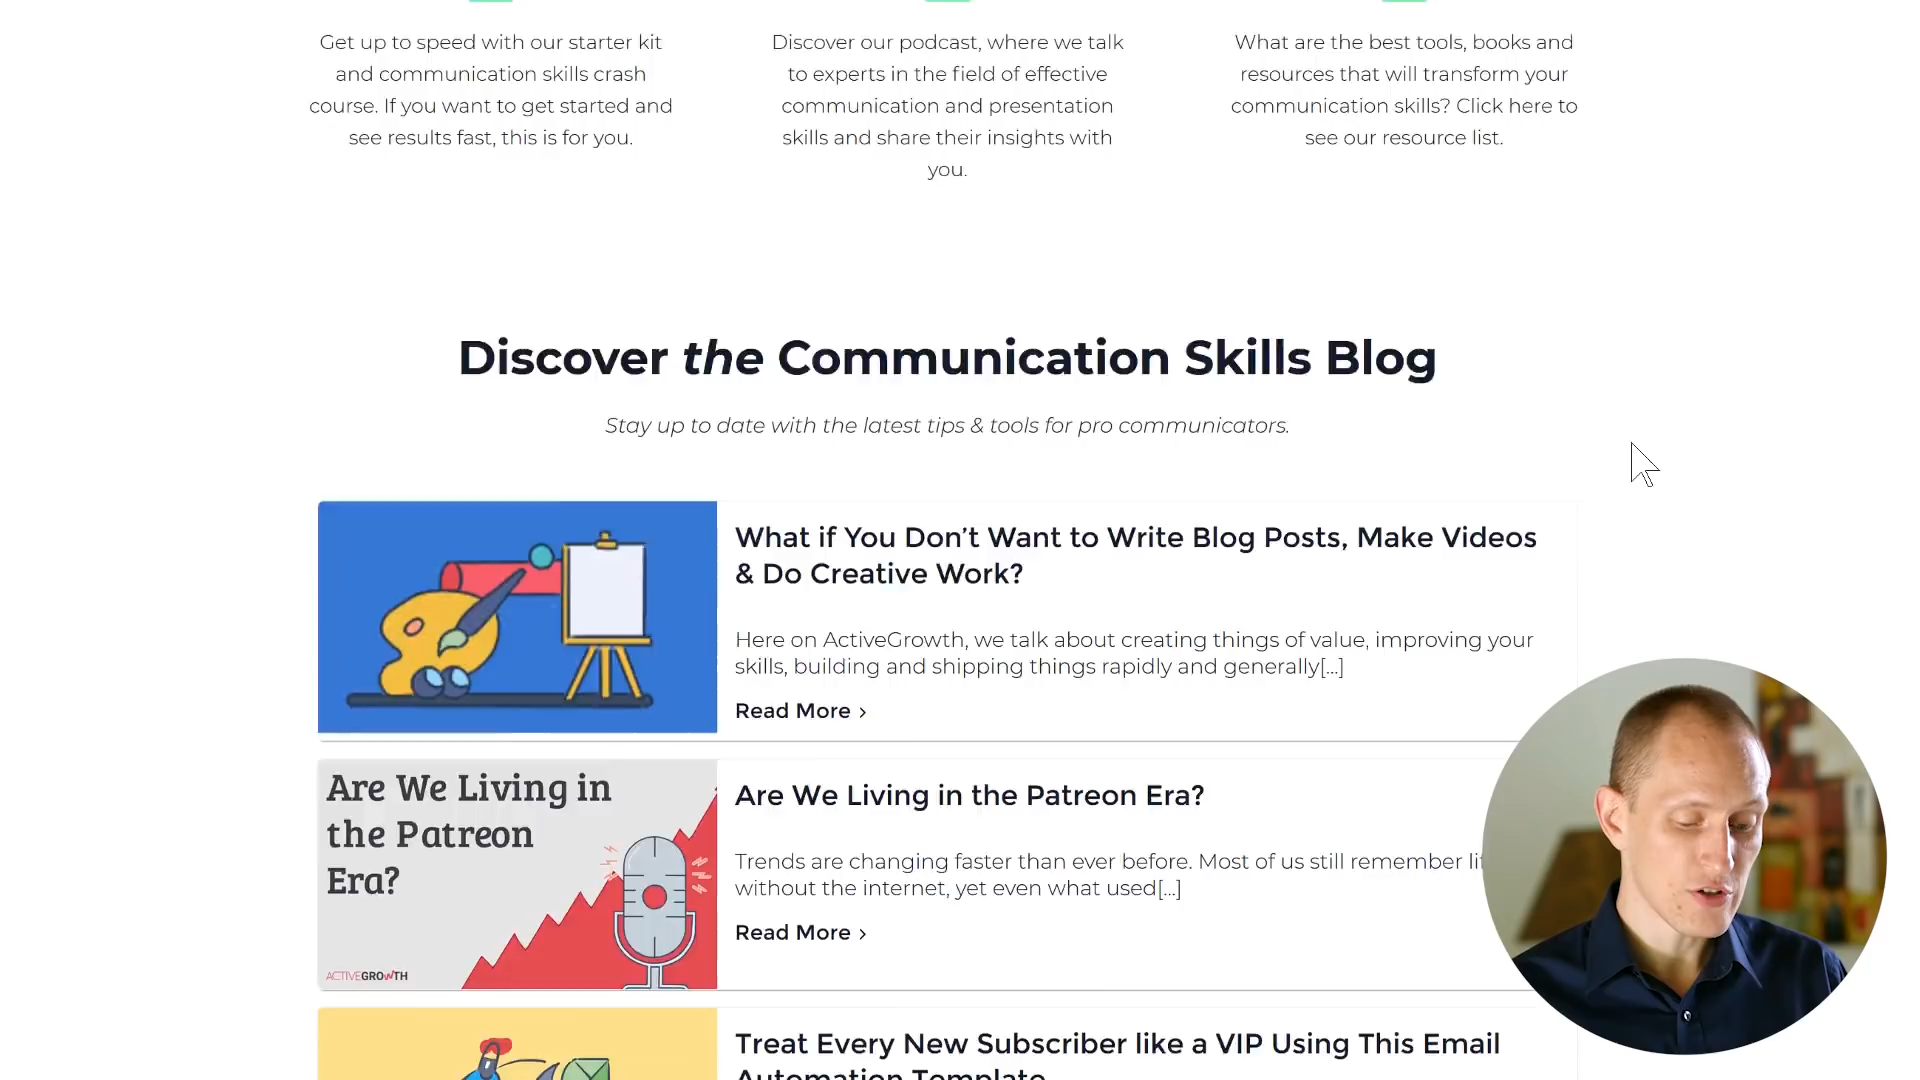 Get up to speed with our starter kit
and communication skills crash
course. If you want to get started and
see results fast, this is for you.
Discover our podcast, where we talk
to experts in the field of effective
communication and presentation
skills and share their insights with
you.
What are the best tools, books and
resources that will transform your
communication skills? Click here to
see our resource list.
Discover the Communication Skills Blog
Stay up to date with the latest tips & tools for pro communicators.
What if You Don’t Want to Write Blog Posts, Make Videos
& Do Creative Work?
Here on ActiveGrowth, we talk about creating things of value, improving your
skills, building and shipping things rapidly and generally[...]
Read More ›
Are We Living in
the Patreon
Era?
ACTIVEGROWTH
Are We Living in the Patreon Era?
Trends are changing faster than ever before. Most of us still remember
without the internet, yet even what used[...]
Read More ›
Treat Every New Subscriber like a VIP Using This Email
Automation Template